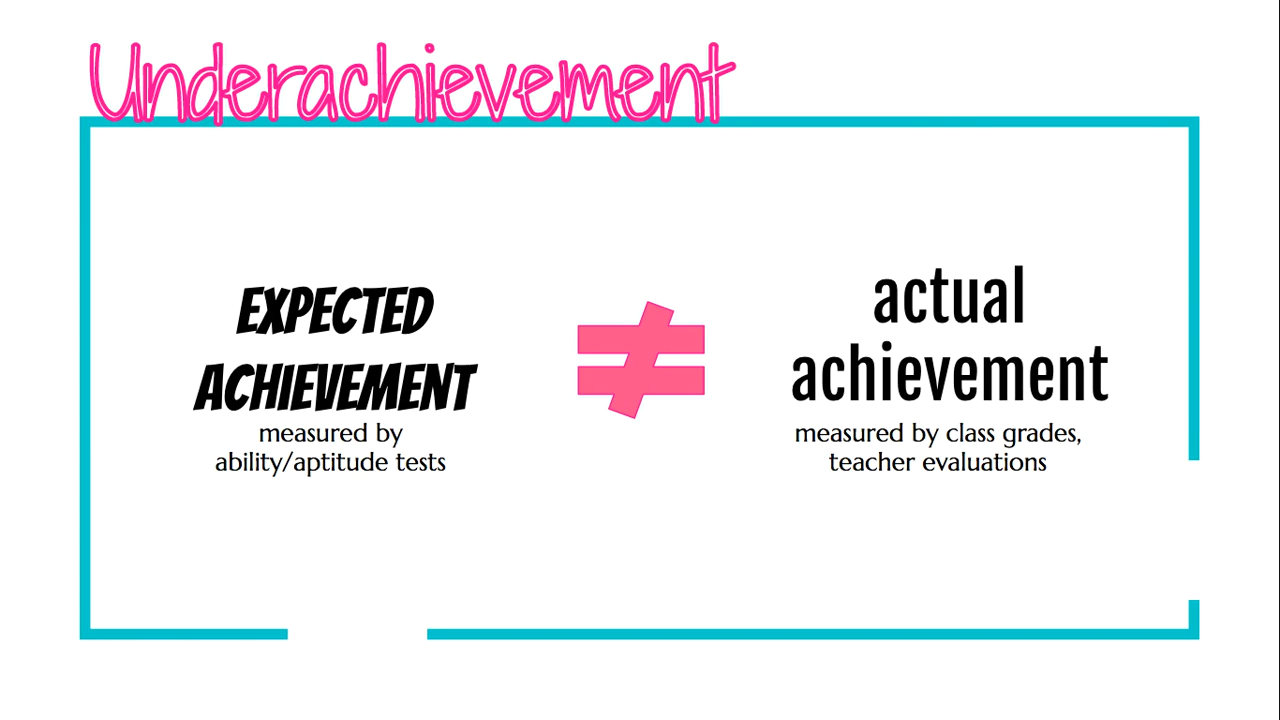 Underachievement
EXPECTED
ACHIEVEMENT
measured by
ability/aptitude tests
≠
actual
achievement
measured by class grades,
teacher evaluations